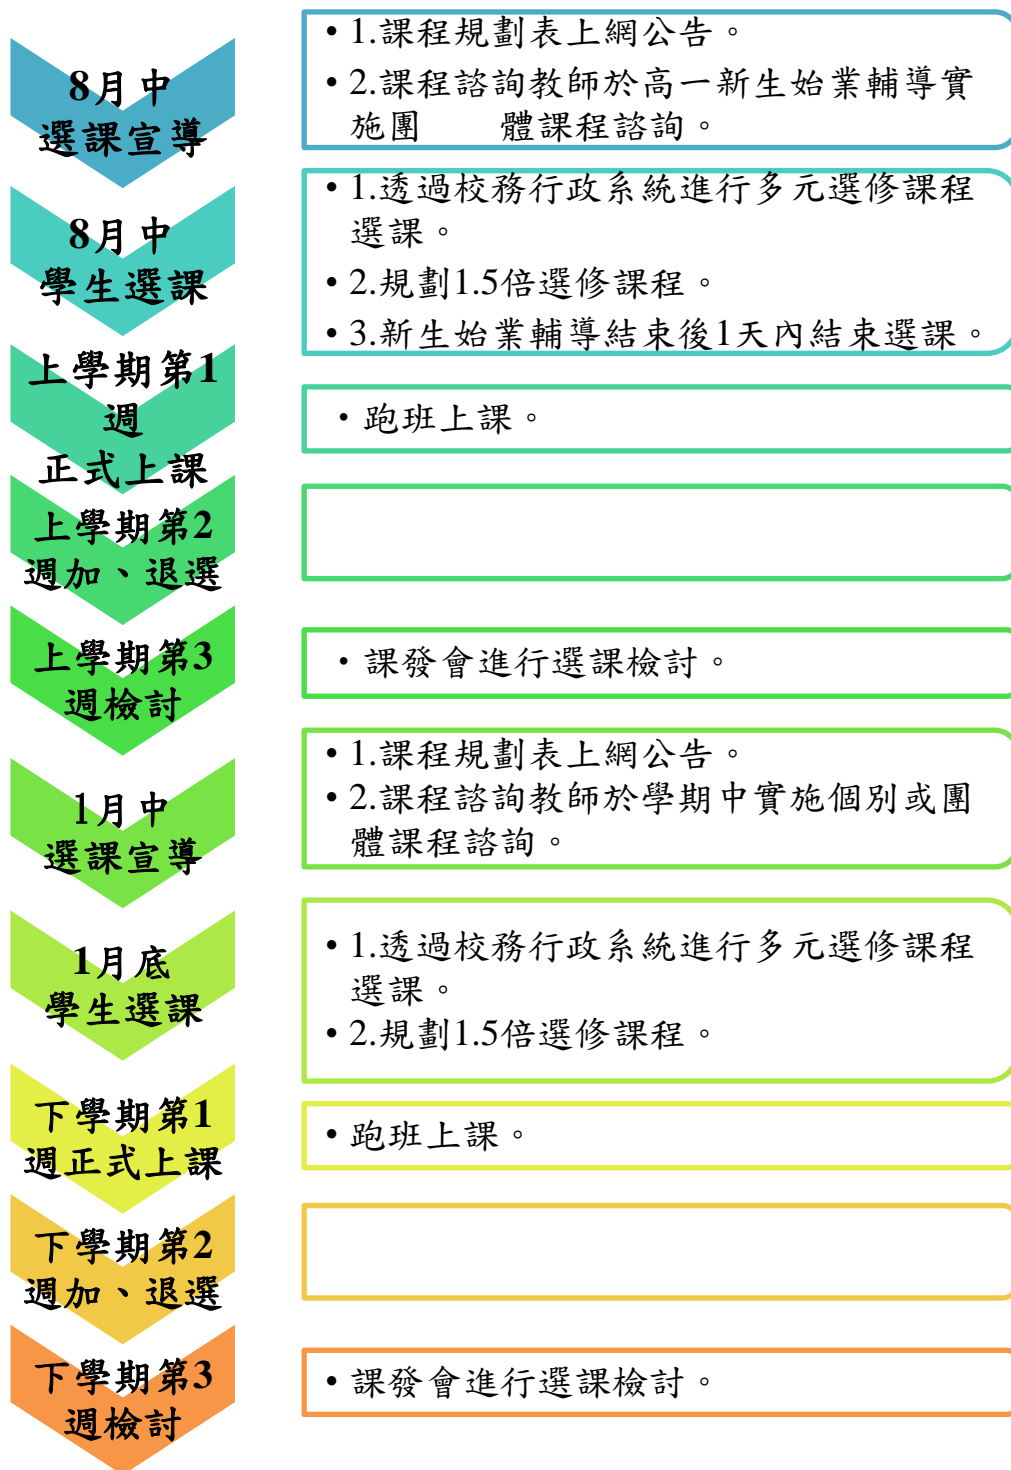 8月中
選課宣導
• 1.課程規劃表上網公告。
• 2.課程諮詢教師於高一新生始業輔導實
施團　　體課程諮詢。
8月中
學生選課
• 1.透過校務行政系統進行多元選修課程
選課。
• 2.規劃1.5倍選修課程。
• 3.新生始業輔導結束後1天內結束選課。
上學期第1
週
正式上課
• 跑班上課。
上學期第2
週加、退選
上學期第3
週檢討
• 課發會進行選課檢討。
1月中
選課宣導
• 1.課程規劃表上網公告。
• 2.課程諮詢教師於學期中實施個別或團
體課程諮詢。
1月底
學生選課
• 1.透過校務行政系統進行多元選修課程
選課。
• 2.規劃1.5倍選修課程。
下學期第1
週正式上課
• 跑班上課。
下學期第2
週加、退選
下學期第3
週檢討
• 課發會進行選課檢討。